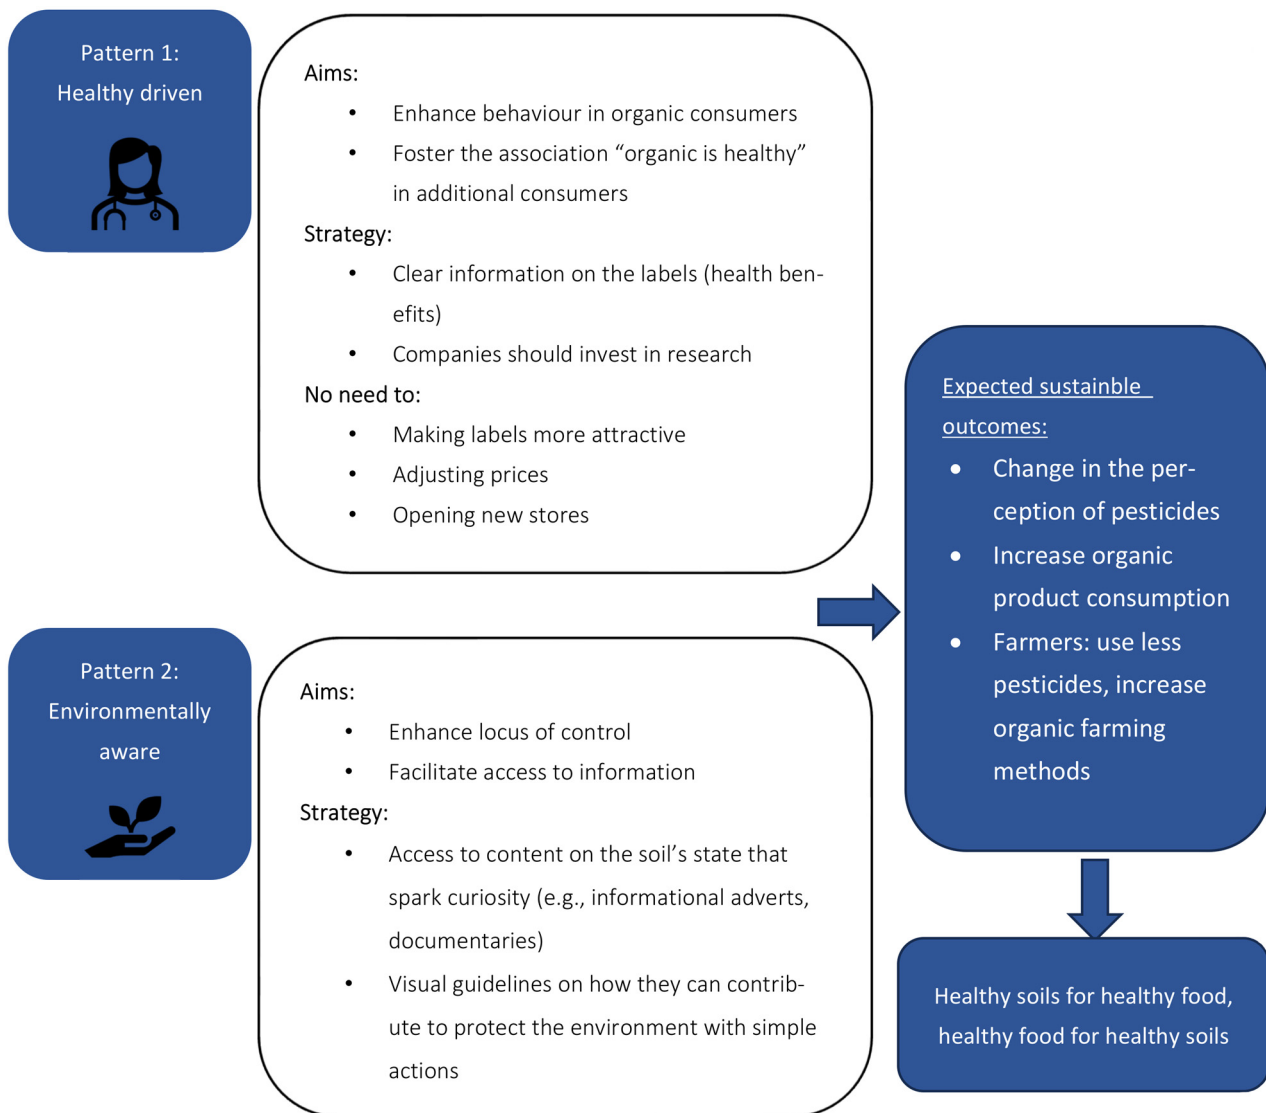 Pattern 1:
Healthy driven
Aims:
• Enhance behaviour in organic consumers
• Foster the association “organic is healthy”
in additional consumers
Strategy:
• Clear information on the labels (health ben-
efits)
• Companies should invest in research
No need to:
• Making labels more attractive
• Adjusting prices
• Opening new stores
Pattern 2:
Environmentally
aware
Aims:
• Enhance locus of control
• Facilitate access to information
Strategy:
• Access to content on the soil’s state that
spark curiosity (e.g., informational adverts,
documentaries)
• Visual guidelines on how they can contrib-
ute to protect the environment with simple
actions
Expected sustainble
outcomes:
• Change in the per-
ception of pesticides
• Increase organic
product consumption
• Farmers: use less
pesticides, increase
organic farming
methods
Healthy soils for healthy food,
healthy food for healthy soils